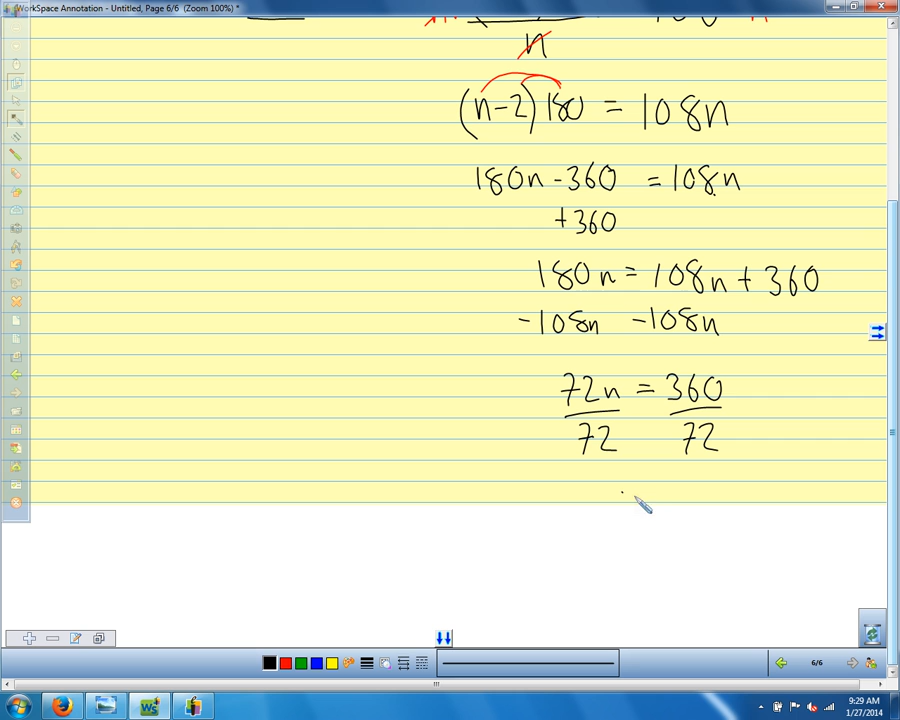 WorkSpace Annotation - Untitled, Page 6/6 (Zoom 100%) *
n
(n-2)180 = 108n
180n - 360 = 108n
+360
180n = 108n + 360
-108n -108n
72n = 360
72 72
6/6
9:29 AM
1/27/2014